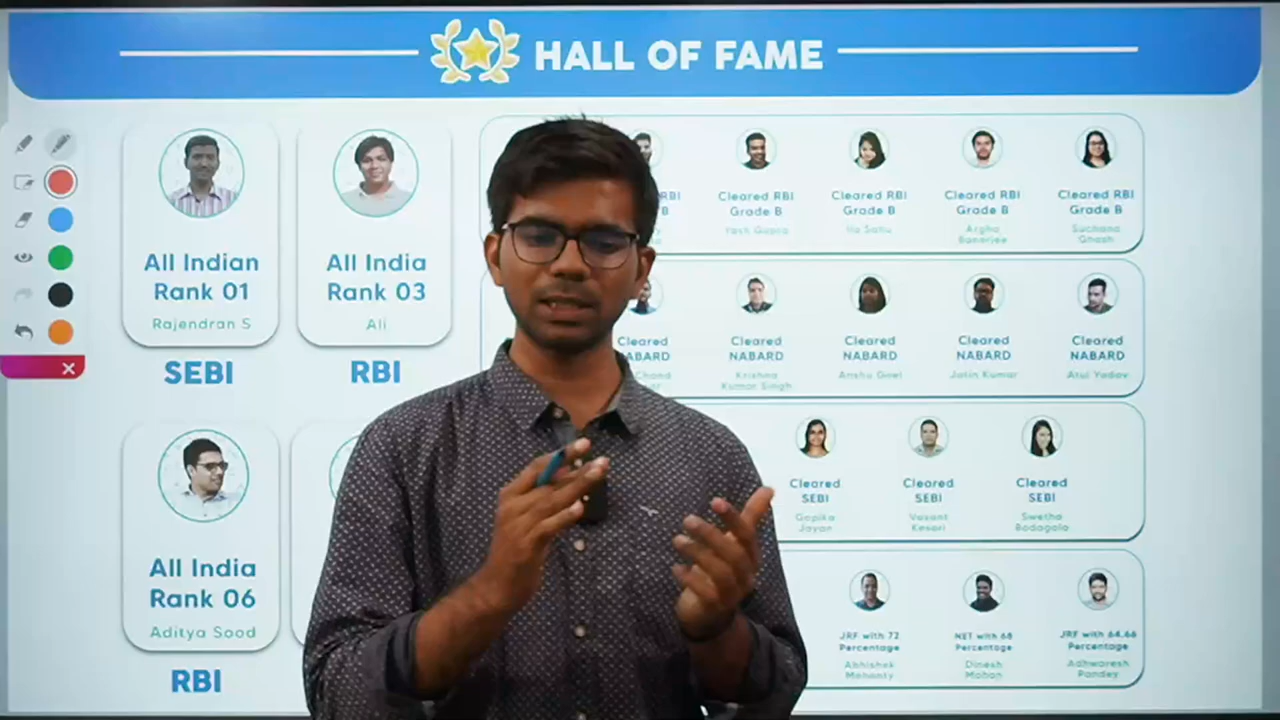 HALL OF FAME
All Indian
Rank 01
Rajendran S
SEBI
All India
Rank 03
Ali
RBI
All India
Rank 06
Aditya Sood
RBI
RBI
B
Cleared RBI
Grade B
Yash Gupta
Cleared RBI
Grade B
Ila Sahu
Cleared RBI
Grade B
Argha
Banerjee
Cleared RBI
Grade B
Suchana
Ghosh
Cleared
NABARD
Chand
Cleared
NABARD
Krishna
Kumar Singh
Cleared
NABARD
Anshu Goel
Cleared
NABARD
Jatin Kumar
Cleared
NABARD
Atul Yadav
Cleared
SEBI
Gopika
Jayan
Cleared
SEBI
Vasant
Kesari
Cleared
SEBI
Swetha
Badagala
JRF with 72
Percentage
Abhishek
Mohanty
NET with 68
Percentage
Dinesh
Mohan
JRF with 64.66
Percentage
Adhwaresh
Pandey